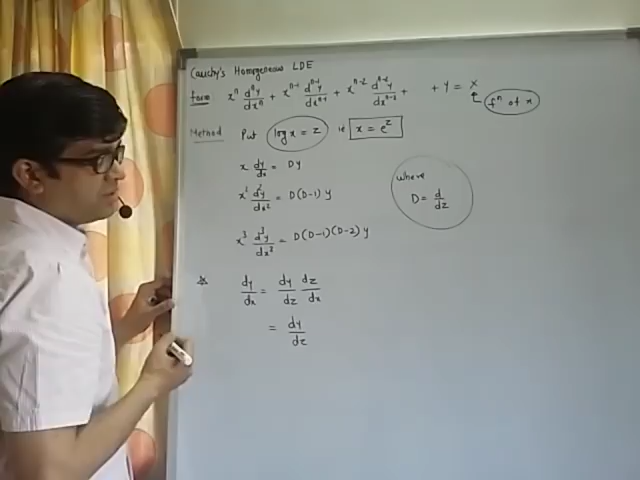 Cauchy's Homogeneous LDE
Form x^n d^n y/dx^n + x^{n-1} d^{n-1} y/dx^{n-1} + x^{n-2} d^{n-2} y/dx^{n-2} + + y = X
f^n of x
Method Put log x = z ie x = e^z
x dy/dx = Dy
x^2 d^2 y/dx^2 = D(D-1) y
where
D = d/dz
x^3 d^3 y/dx^3 = D(D-1)(D-2) y
dy/dx = dy/dz dz/dx
= dy/dz